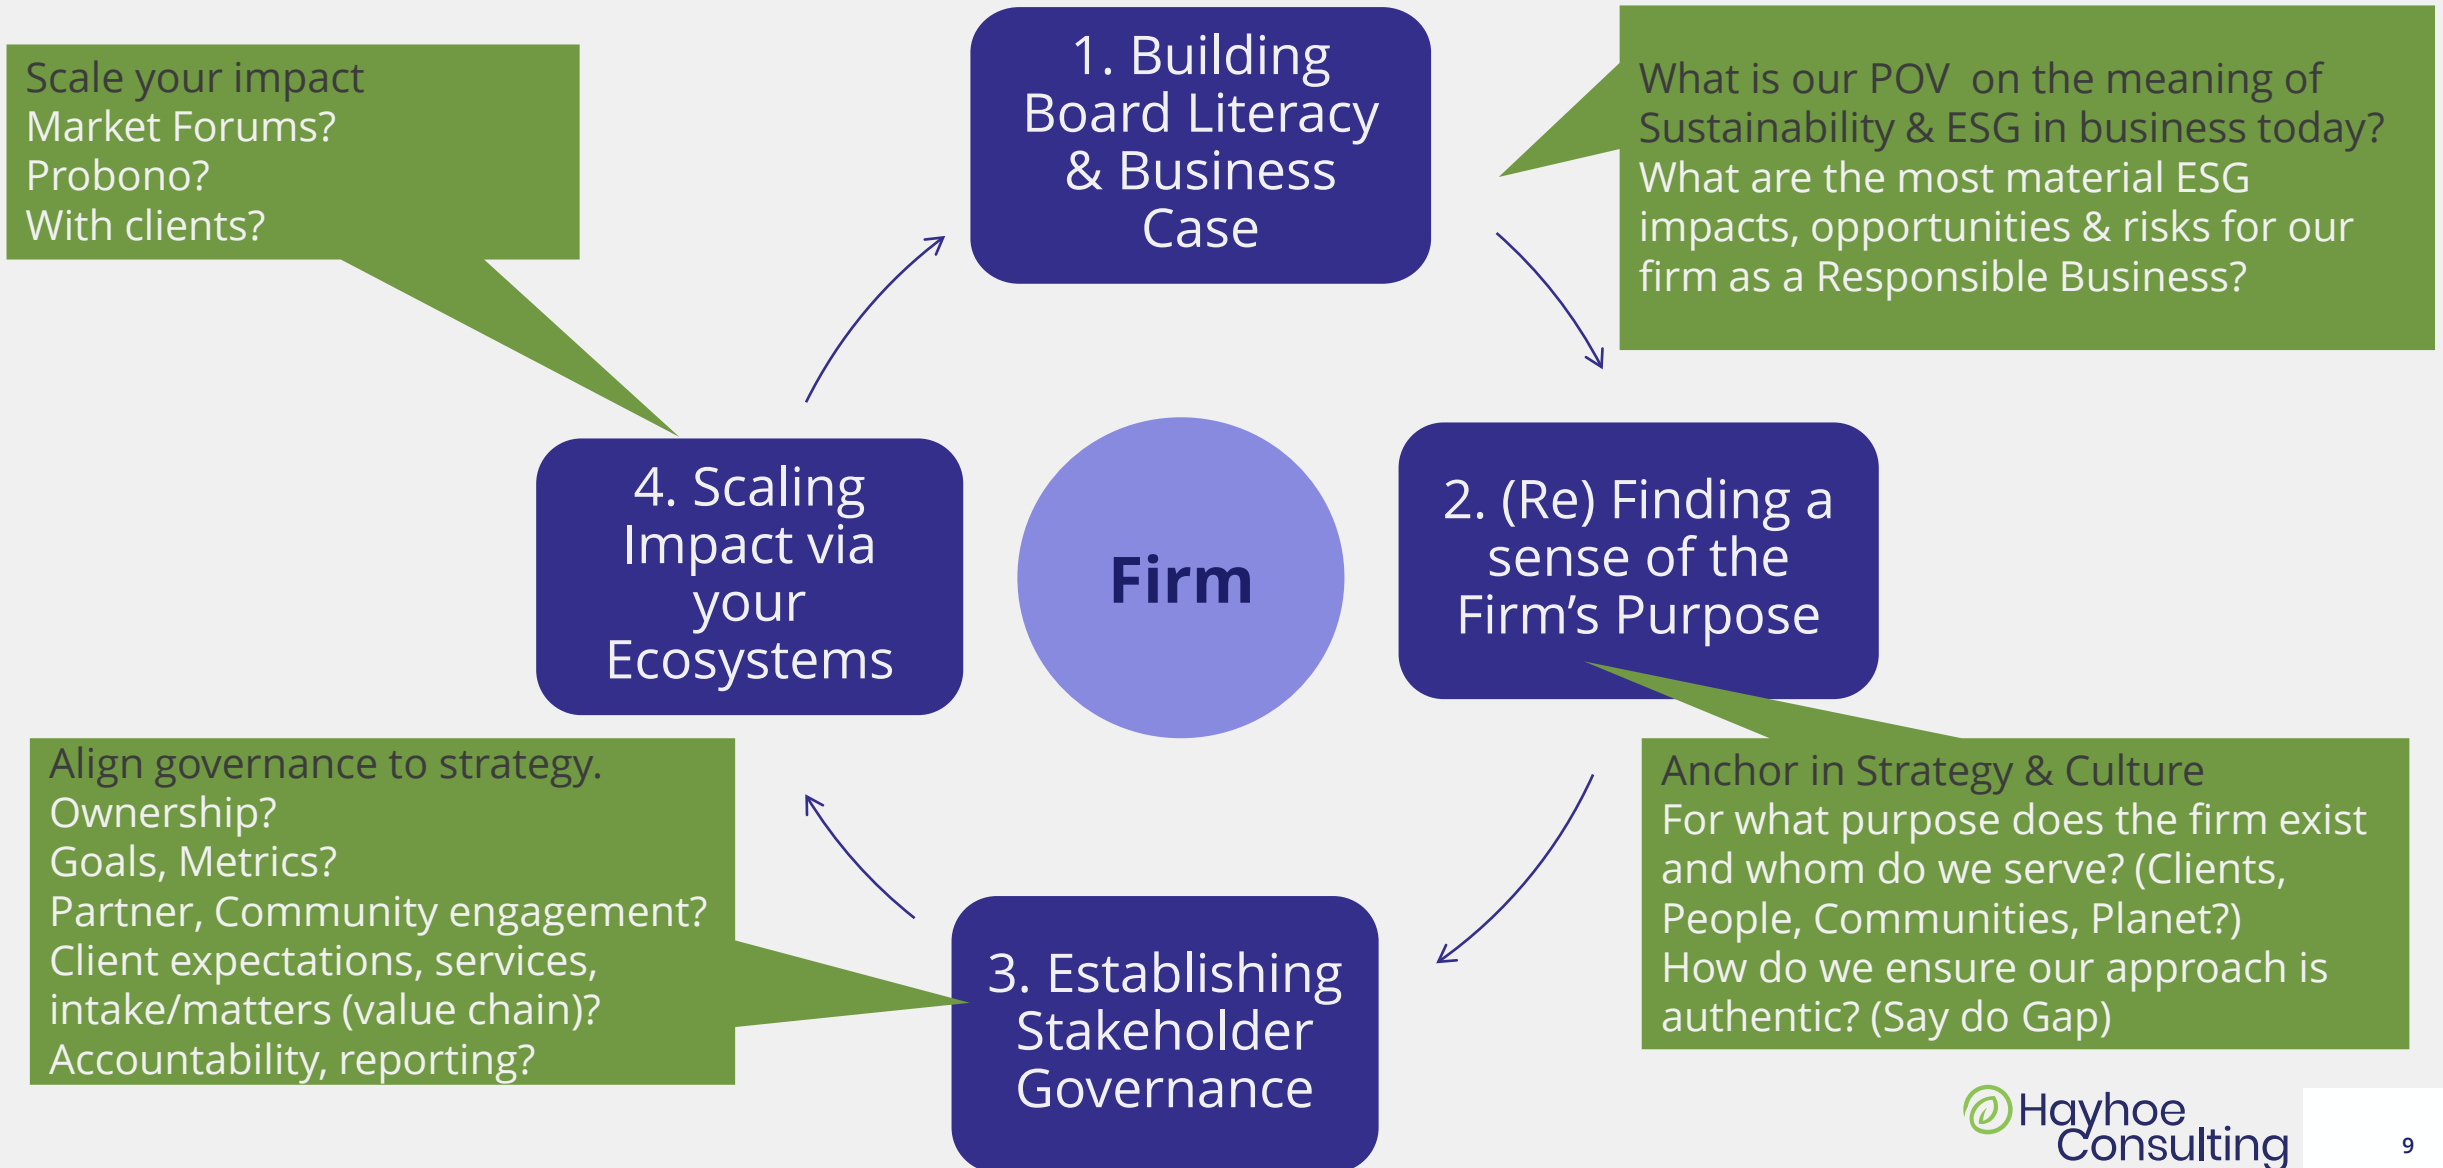 1. Building
Board Literacy
& Business
Case
What is our POV on the meaning of
Sustainability & ESG in business today?
What are the most material ESG
impacts, opportunities & risks for our
firm as a Responsible Business?
2. (Re) Finding a
sense of the
Firm’s Purpose
Anchor in Strategy & Culture
For what purpose does the firm exist
and whom do we serve? (Clients,
People, Communities, Planet?)
How do we ensure our approach is
authentic? (Say do Gap)
3. Establishing
Stakeholder
Governance
Align governance to strategy.
Ownership?
Goals, Metrics?
Partner, Community engagement?
Client expectations, services,
intake/matters (value chain)?
Accountability, reporting?
4. Scaling
Impact via
your
Ecosystems
Scale your impact
Market Forums?
Probono?
With clients?
Firm
Hayhoe
Consulting
9